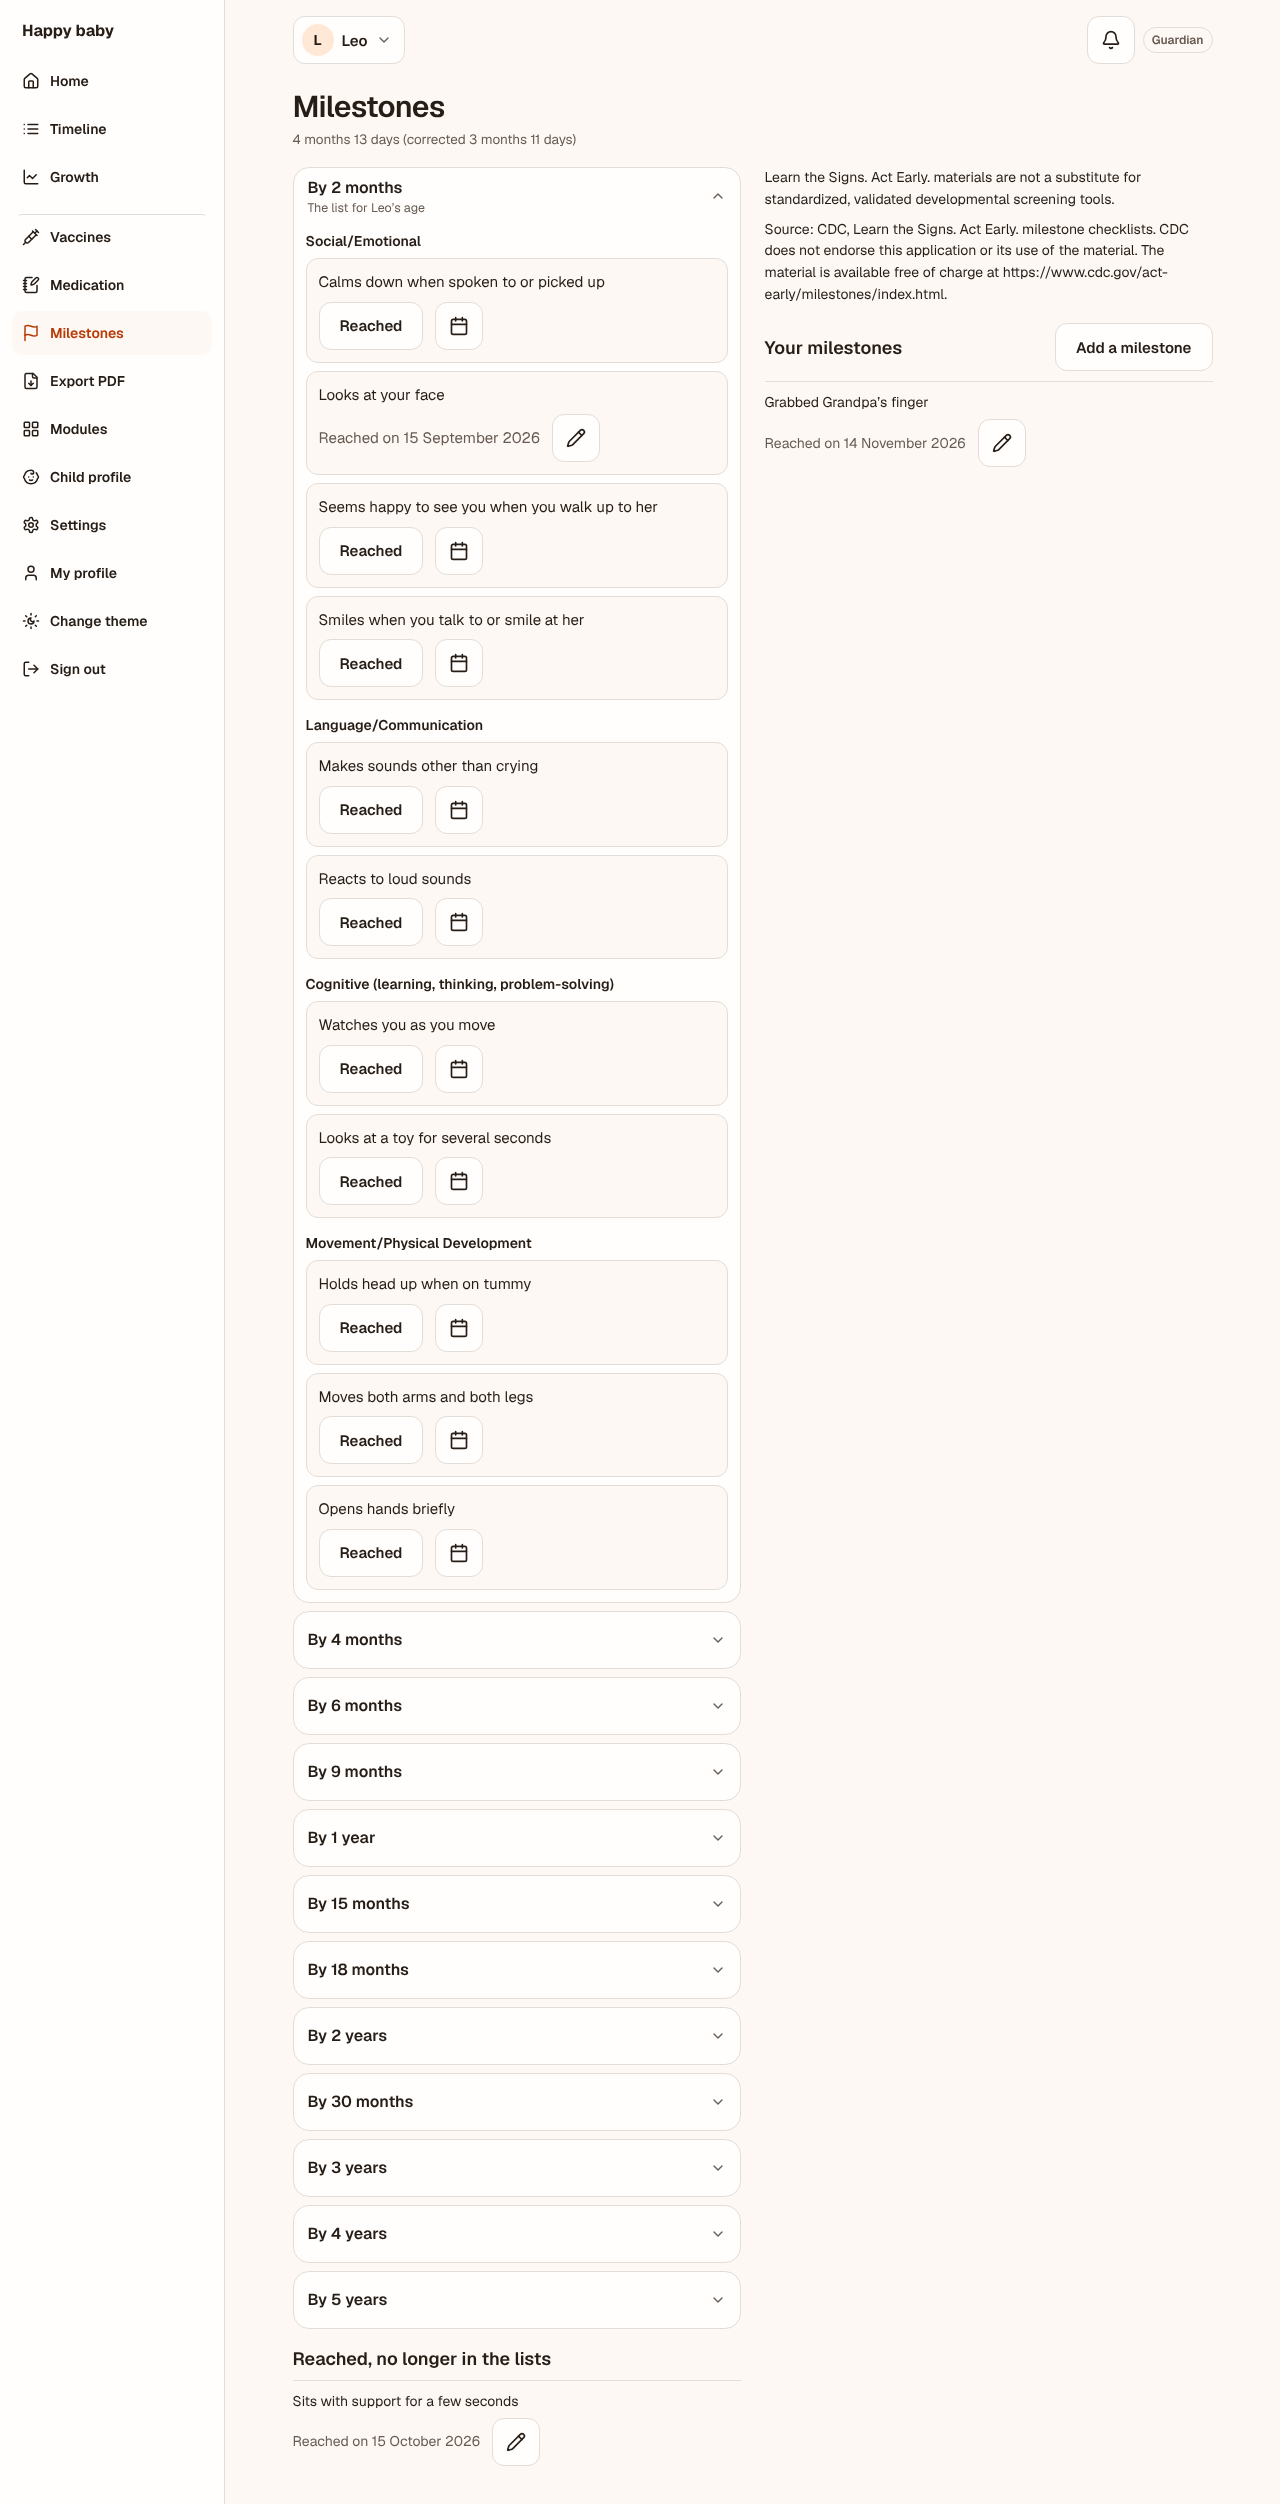 Happy baby
Home
Timeline
Growth
Vaccines
Medication
Milestones
Export PDF
Modules
Child profile
Settings
My profile
Change theme
Sign out
L
Leo
Guardian
Milestones
4 months 13 days (corrected 3 months 11 days)
By 2 months
The list for Leo's age
Social/Emotional
Calms down when spoken to or picked up
Reached
Looks at your face
Reached on 15 September 2026
Seems happy to see you when you walk up to her
Reached
Smiles when you talk to or smile at her
Reached
Language/Communication
Makes sounds other than crying
Reached
Reacts to loud sounds
Reached
Cognitive (learning, thinking, problem-solving)
Watches you as you move
Reached
Looks at a toy for several seconds
Reached
Movement/Physical Development
Holds head up when on tummy
Reached
Moves both arms and both legs
Reached
Opens hands briefly
Reached
By 4 months
By 6 months
By 9 months
By 1 year
By 15 months
By 18 months
By 2 years
By 30 months
By 3 years
By 4 years
By 5 years
Reached, no longer in the lists
Sits with support for a few seconds
Reached on 15 October 2026
Learn the Signs. Act Early. materials are not a substitute for
standardized, validated developmental screening tools.
Source: CDC, Learn the Signs. Act Early. milestone checklists. CDC
does not endorse this application or its use of the material. The
material is available free of charge at https://www.cdc.gov/act-
early/milestones/index.html.
Your milestones
Add a milestone
Grabbed Grandpa's finger
Reached on 14 November 2026